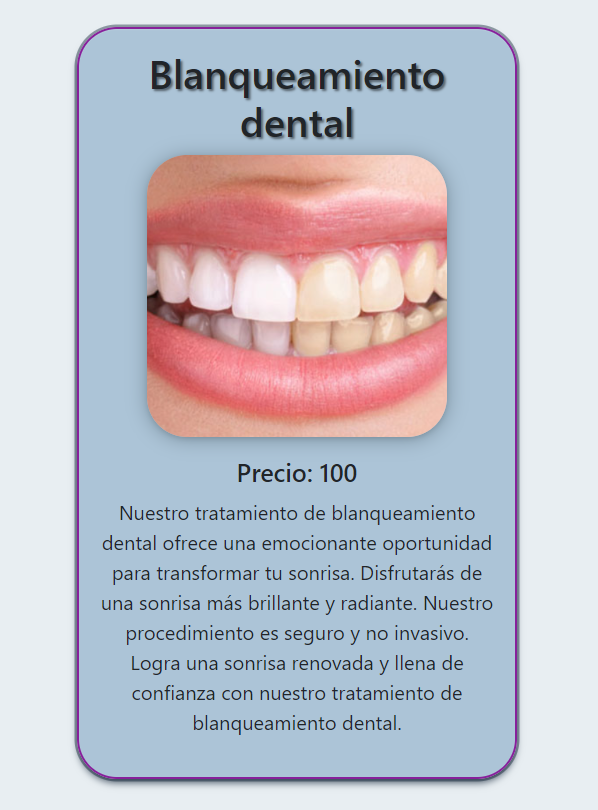 Blanqueamiento
dental
Precio: 100
Nuestro tratamiento de blanqueamiento
dental ofrece una emocionante oportunidad
para transformar tu sonrisa. Disfrutarás de
una sonrisa más brillante y radiante. Nuestro
procedimiento es seguro y no invasivo.
Logra una sonrisa renovada y llena de
confianza con nuestro tratamiento de
blanqueamiento dental.